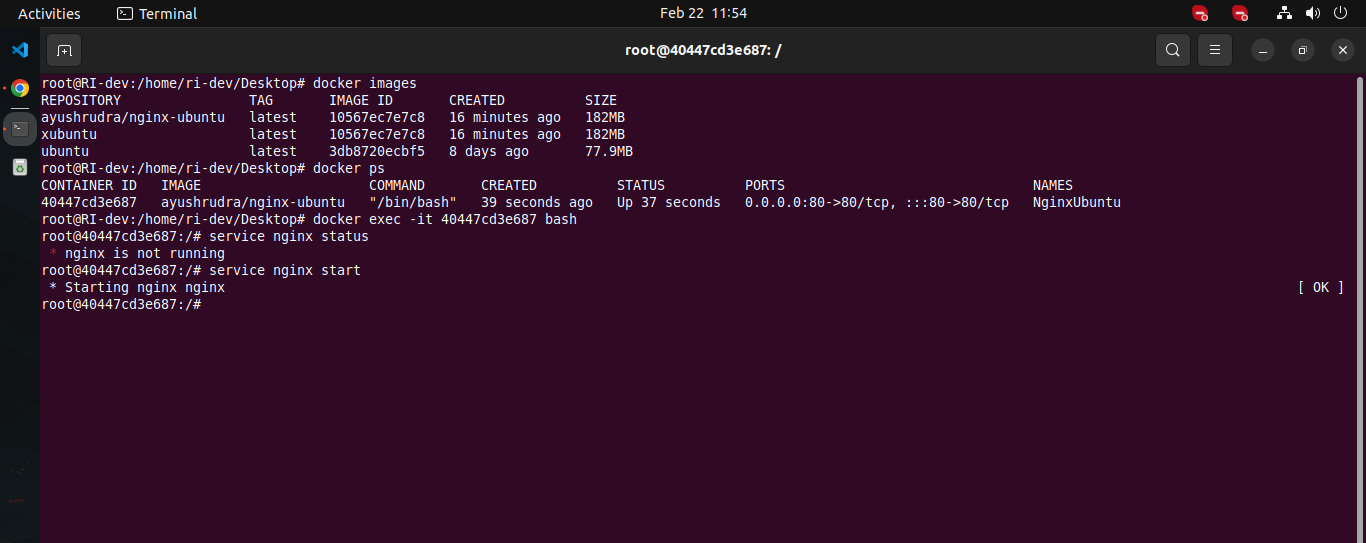 Activities Terminal Feb 22 11:54
root@40447cd3e687: /
root@RI-dev:/home/ri-dev/Desktop# docker images
REPOSITORY TAG IMAGE ID CREATED SIZE
ayushrudra/nginx-ubuntu latest 10567ec7e7c8 16 minutes ago 182MB
xubuntu latest 10567ec7e7c8 16 minutes ago 182MB
ubuntu latest 3db8720ecbf5 8 days ago 77.9MB
root@RI-dev:/home/ri-dev/Desktop# docker ps
CONTAINER ID IMAGE COMMAND CREATED STATUS PORTS NAMES
40447cd3e687 ayushrudra/nginx-ubuntu "/bin/bash" 39 seconds ago Up 37 seconds 0.0.0.0:80->80/tcp, :::80->80/tcp NginxUbuntu
root@RI-dev:/home/ri-dev/Desktop# docker exec -it 40447cd3e687 bash
root@40447cd3e687:/# service nginx status
* nginx is not running
root@40447cd3e687:/# service nginx start
* Starting nginx nginx [ OK ]
root@40447cd3e687:/#